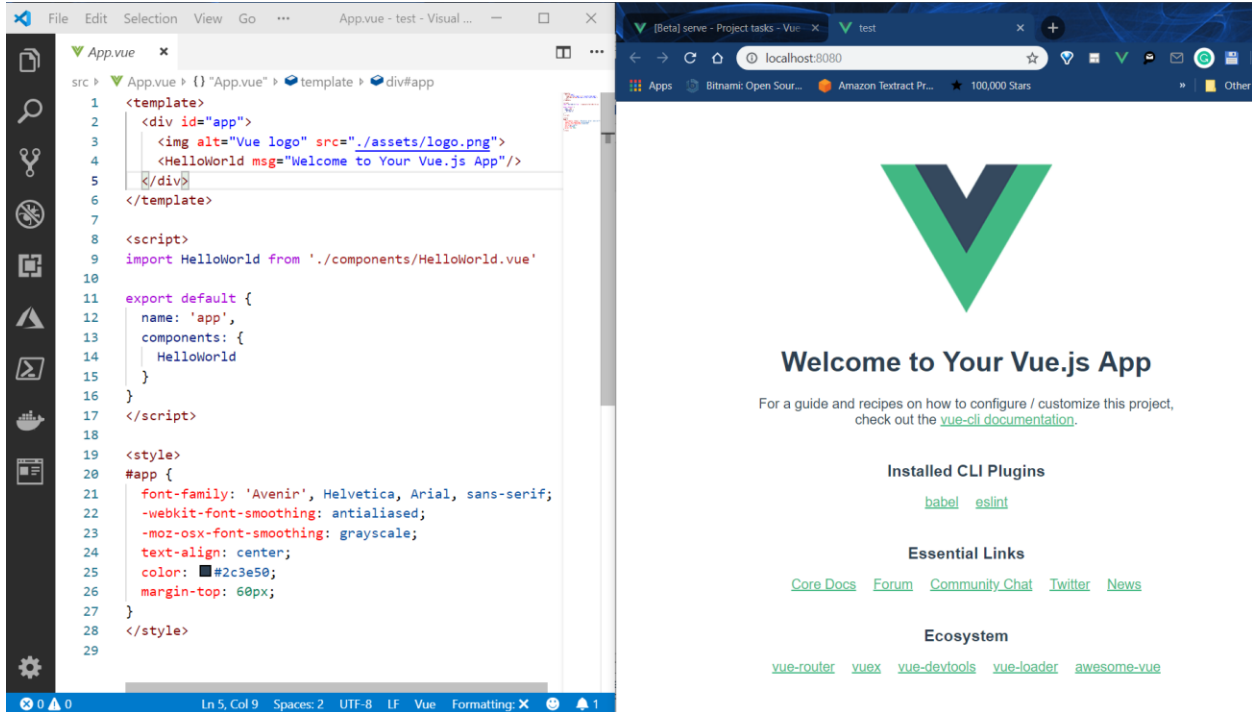 File Edit Selection View Go ··· App.vue - test - Visual ...
App.vue
src App.vue {} "App.vue" template div#app
1 <template>
2 <div id="app">
3 <img alt="Vue logo" src="./assets/logo.png">
4 <HelloWorld msg="Welcome to Your Vue.js App"/>
5 </div>
6 </template>
7
8 <script>
9 import HelloWorld from './components/HelloWorld.vue'
10
11 export default {
12 name: 'app',
13 components: {
14 HelloWorld
15 }
16 }
17 </script>
18
19 <style>
20 #app {
21 font-family: 'Avenir', Helvetica, Arial, sans-serif;
22 -webkit-font-smoothing: antialiased;
23 -moz-osx-font-smoothing: grayscale;
24 text-align: center;
25 color: #2c3e50;
26 margin-top: 60px;
27 }
28 </style>
29
0 0 Ln 5, Col 9 Spaces: 2 UTF-8 LF Vue Formatting: 1
[Beta] serve - Project tasks - Vue test
localhost:8080
Apps Bitnami: Open Sour... Amazon Textract Pr... 100,000 Stars » Other
Welcome to Your Vue.js App
For a guide and recipes on how to configure / customize this project,
check out the vue-cli documentation.
Installed CLI Plugins
babel eslint
Essential Links
Core Docs Forum Community Chat Twitter News
Ecosystem
vue-router vuex vue-devtools vue-loader awesome-vue